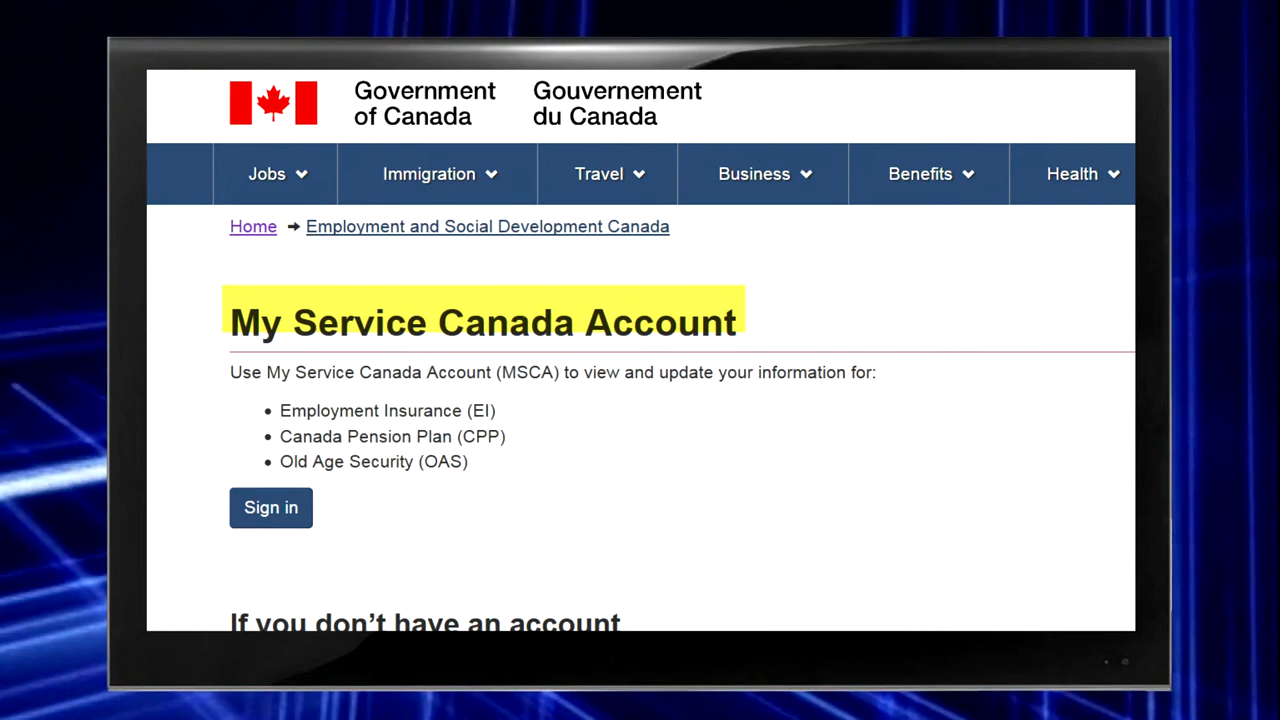 Government of Canada
Gouvernement du Canada
Jobs Immigration Travel Business Benefits Health
Home Employment and Social Development Canada
My Service Canada Account
Use My Service Canada Account (MSCA) to view and update your information for:
Employment Insurance (EI)
Canada Pension Plan (CPP)
Old Age Security (OAS)
Sign in
If you don't have an account